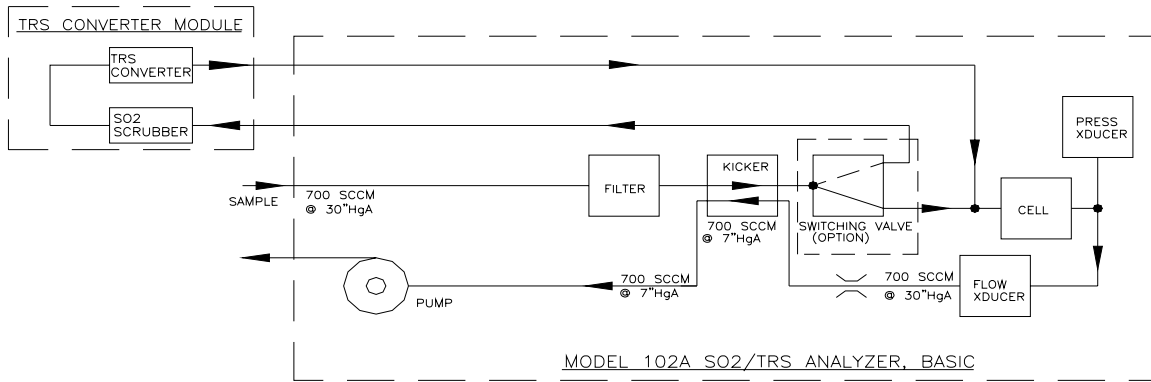 TRS CONVERTER MODULE
TRS
CONVERTER
SO2
SCRUBBER
PRESS
XDUCER
SAMPLE
700 SCCM
@ 30"HgA
FILTER
KICKER
700 SCCM
@ 7"HgA
SWITCHING VALVE
(OPTION)
CELL
PUMP
700 SCCM
@ 7"HgA
700 SCCM
@ 30"HgA
FLOW
XDUCER
MODEL 102A SO2/TRS ANALYZER, BASIC